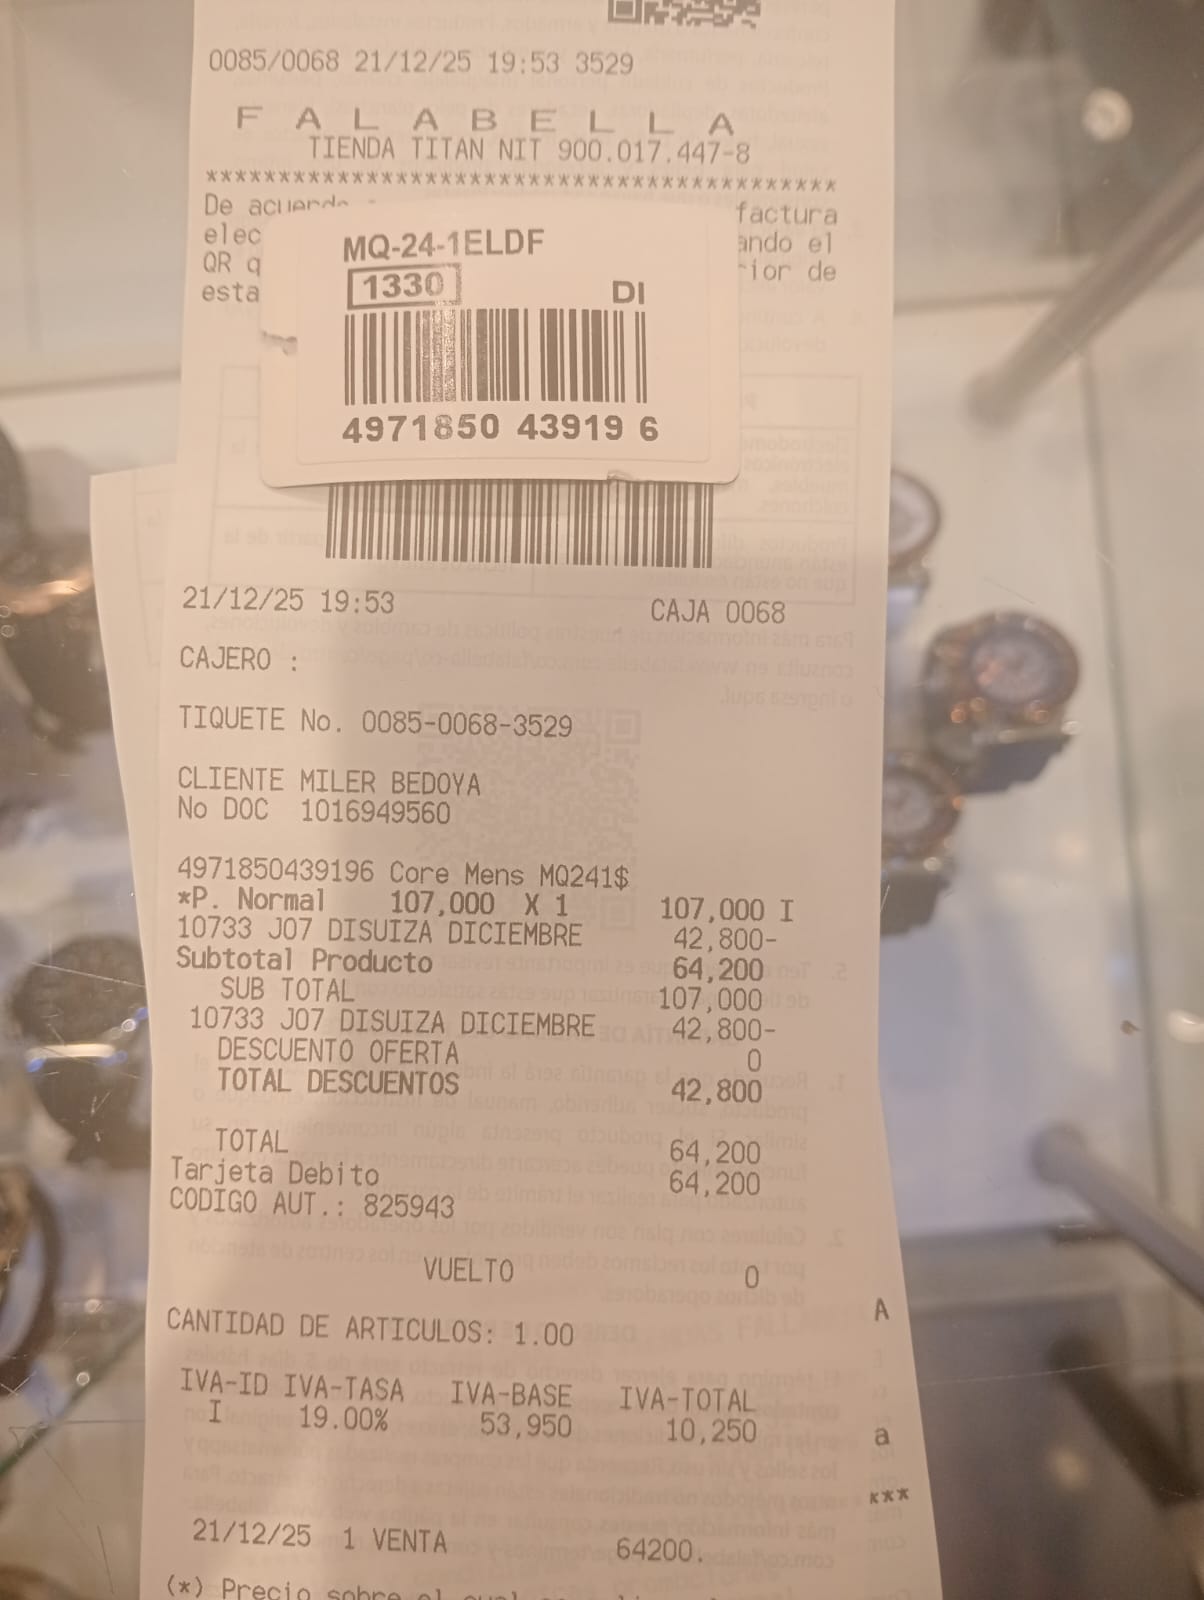 0085/0068 21/12/25 19:53 3529
F A L A B E L L A
TIENDA TITAN NIT 900.017.447-8
*******************************************
De acuerdo factura
elec ando el
QR q rior de
esta
MQ-24-1ELDF
1330 DI
4971850 43919 6
21/12/25 19:53 CAJA 0068
CAJERO :
TIQUETE No. 0085-0068-3529
CLIENTE MILER BEDOYA
No DOC 1016949560
4971850439196 Core Mens MQ241$
*P. Normal 107,000 X 1 107,000 I
10733 J07 DISUIZA DICIEMBRE 42,800-
Subtotal Producto 64,200
SUB TOTAL 107,000
10733 J07 DISUIZA DICIEMBRE 42,800-
DESCUENTO OFERTA 0
TOTAL DESCUENTOS 42,800
TOTAL 64,200
Tarjeta Debito 64,200
CODIGO AUT.: 825943
VUELTO 0
A
CANTIDAD DE ARTICULOS: 1.00
IVA-ID IVA-TASA IVA-BASE IVA-TOTAL
I 19.00% 53,950 10,250
a
***
21/12/25 1 VENTA 64200.
(*) Precio sobre el cual